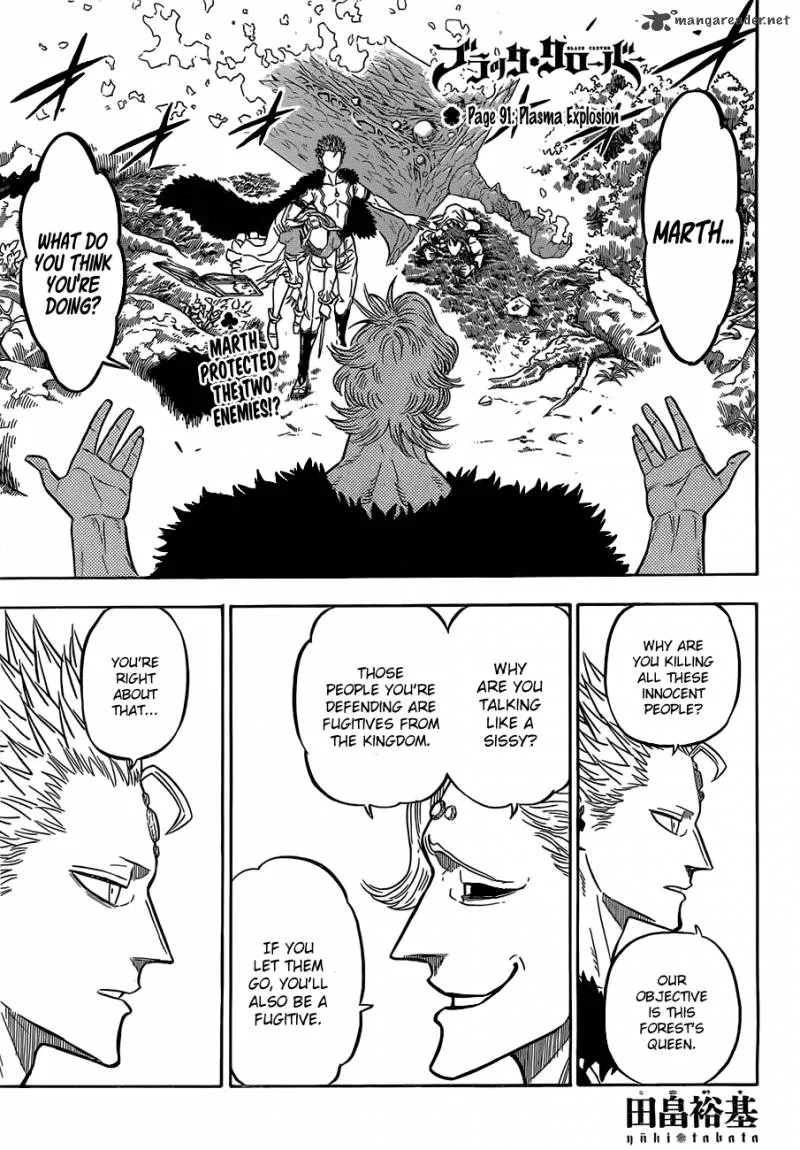 mangareader.net
ブラック・クローバー
BLACK CLOVER
Page 91: Plasma Explosion
MARTH...
WHAT DO
YOU THINK
YOU'RE
DOING?
MARTH
PROTECTED
THE TWO
ENEMIES!?
WHY ARE
YOU KILLING
ALL THESE
INNOCENT
PEOPLE?
OUR
OBJECTIVE
IS THIS
FOREST'S
QUEEN.
WHY
ARE YOU
TALKING
LIKE A
SISSY?
THOSE
PEOPLE YOU'RE
DEFENDING ARE
FUGITIVES FROM
THE KINGDOM.
IF YOU
LET THEM
GO, YOU'LL
ALSO BE A
FUGITIVE.
YOU'RE
RIGHT
ABOUT
THAT...
田畠裕基
yūki tabata